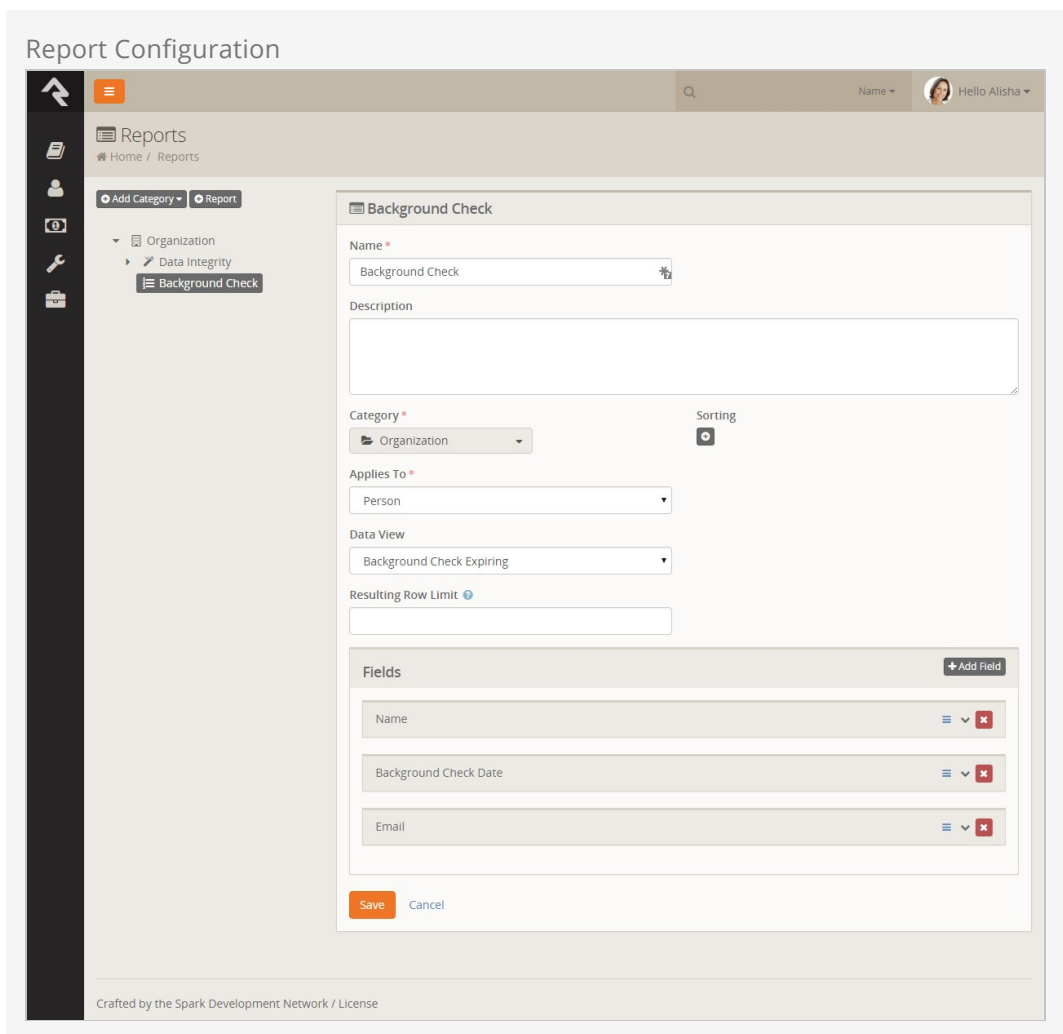 Report Configuration
Name
Hello Alisha
Reports
Home / Reports
Add Category
Report
Organization
Data Integrity
Background Check
Background Check
Name *
Background Check
Description
Category *
Sorting
Organization
Applies To *
Person
Data View
Background Check Expiring
Resulting Row Limit ?
Fields
+ Add Field
Name
Background Check Date
Email
Save
Cancel
Crafted by the Spark Development Network / License